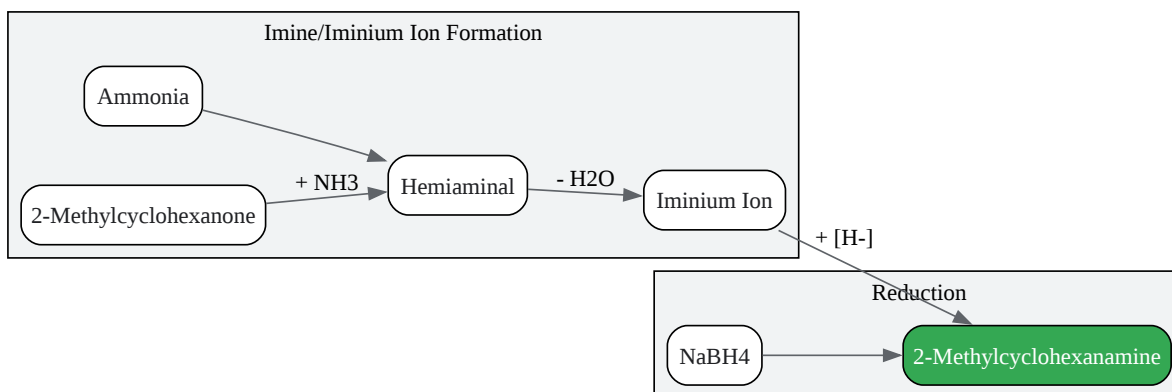 Imine/Iminium Ion Formation
Ammonia
+ NH3
Hemiaminal
- H2O
2-Methylcyclohexanone
Iminium Ion
+ [H-]
Reduction
NaBH4
2-Methylcyclohexanamine